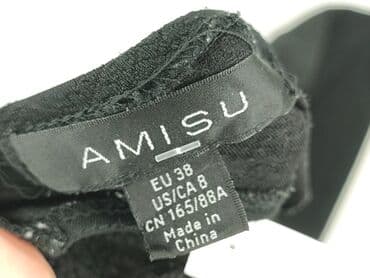 AMISU
EU 38
US/CA 8
CN 165/88A
Made in
China